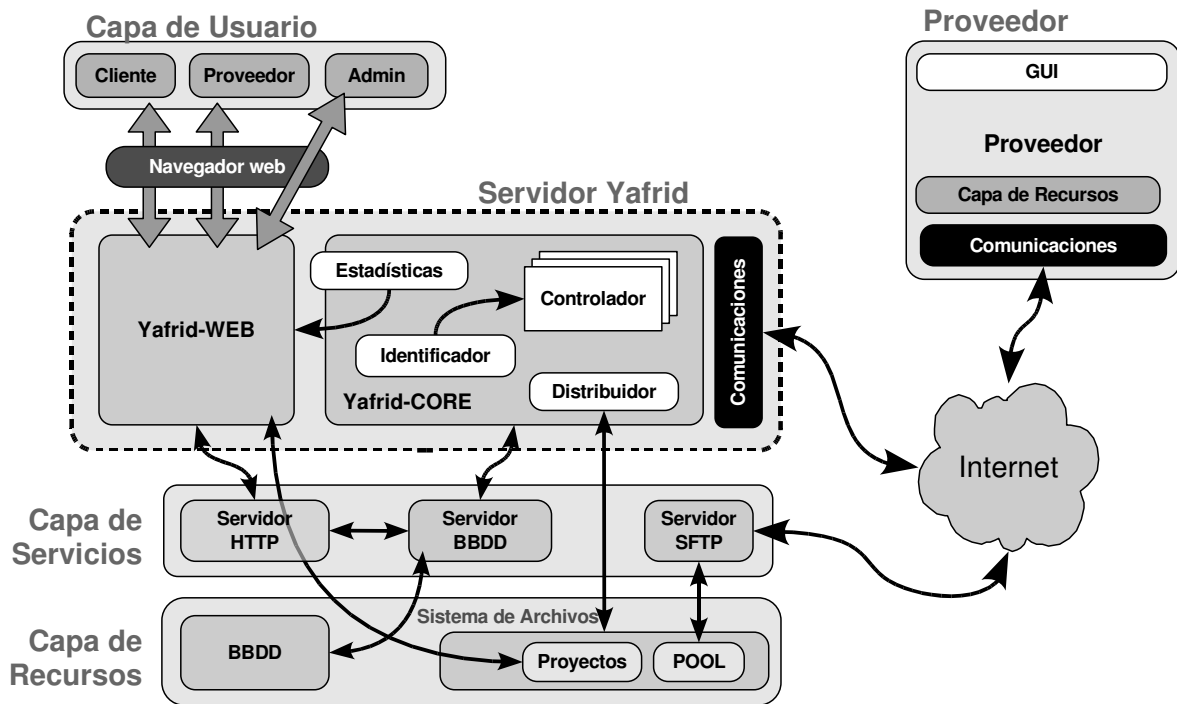 Capa de Usuario
Cliente
Proveedor
Admin
Navegador web
Proveedor
GUI
Proveedor
Capa de Recursos
Comunicaciones
Servidor Yafrid
Yafrid-WEB
Estadísticas
Controlador
Identificador
Distribuidor
Yafrid-CORE
Comunicaciones
Internet
Capa de
Servicios
Servidor
HTTP
Servidor
BBDD
Servidor
SFTP
Capa de
Recursos
BBDD
Sistema de Archivos
Proyectos
POOL